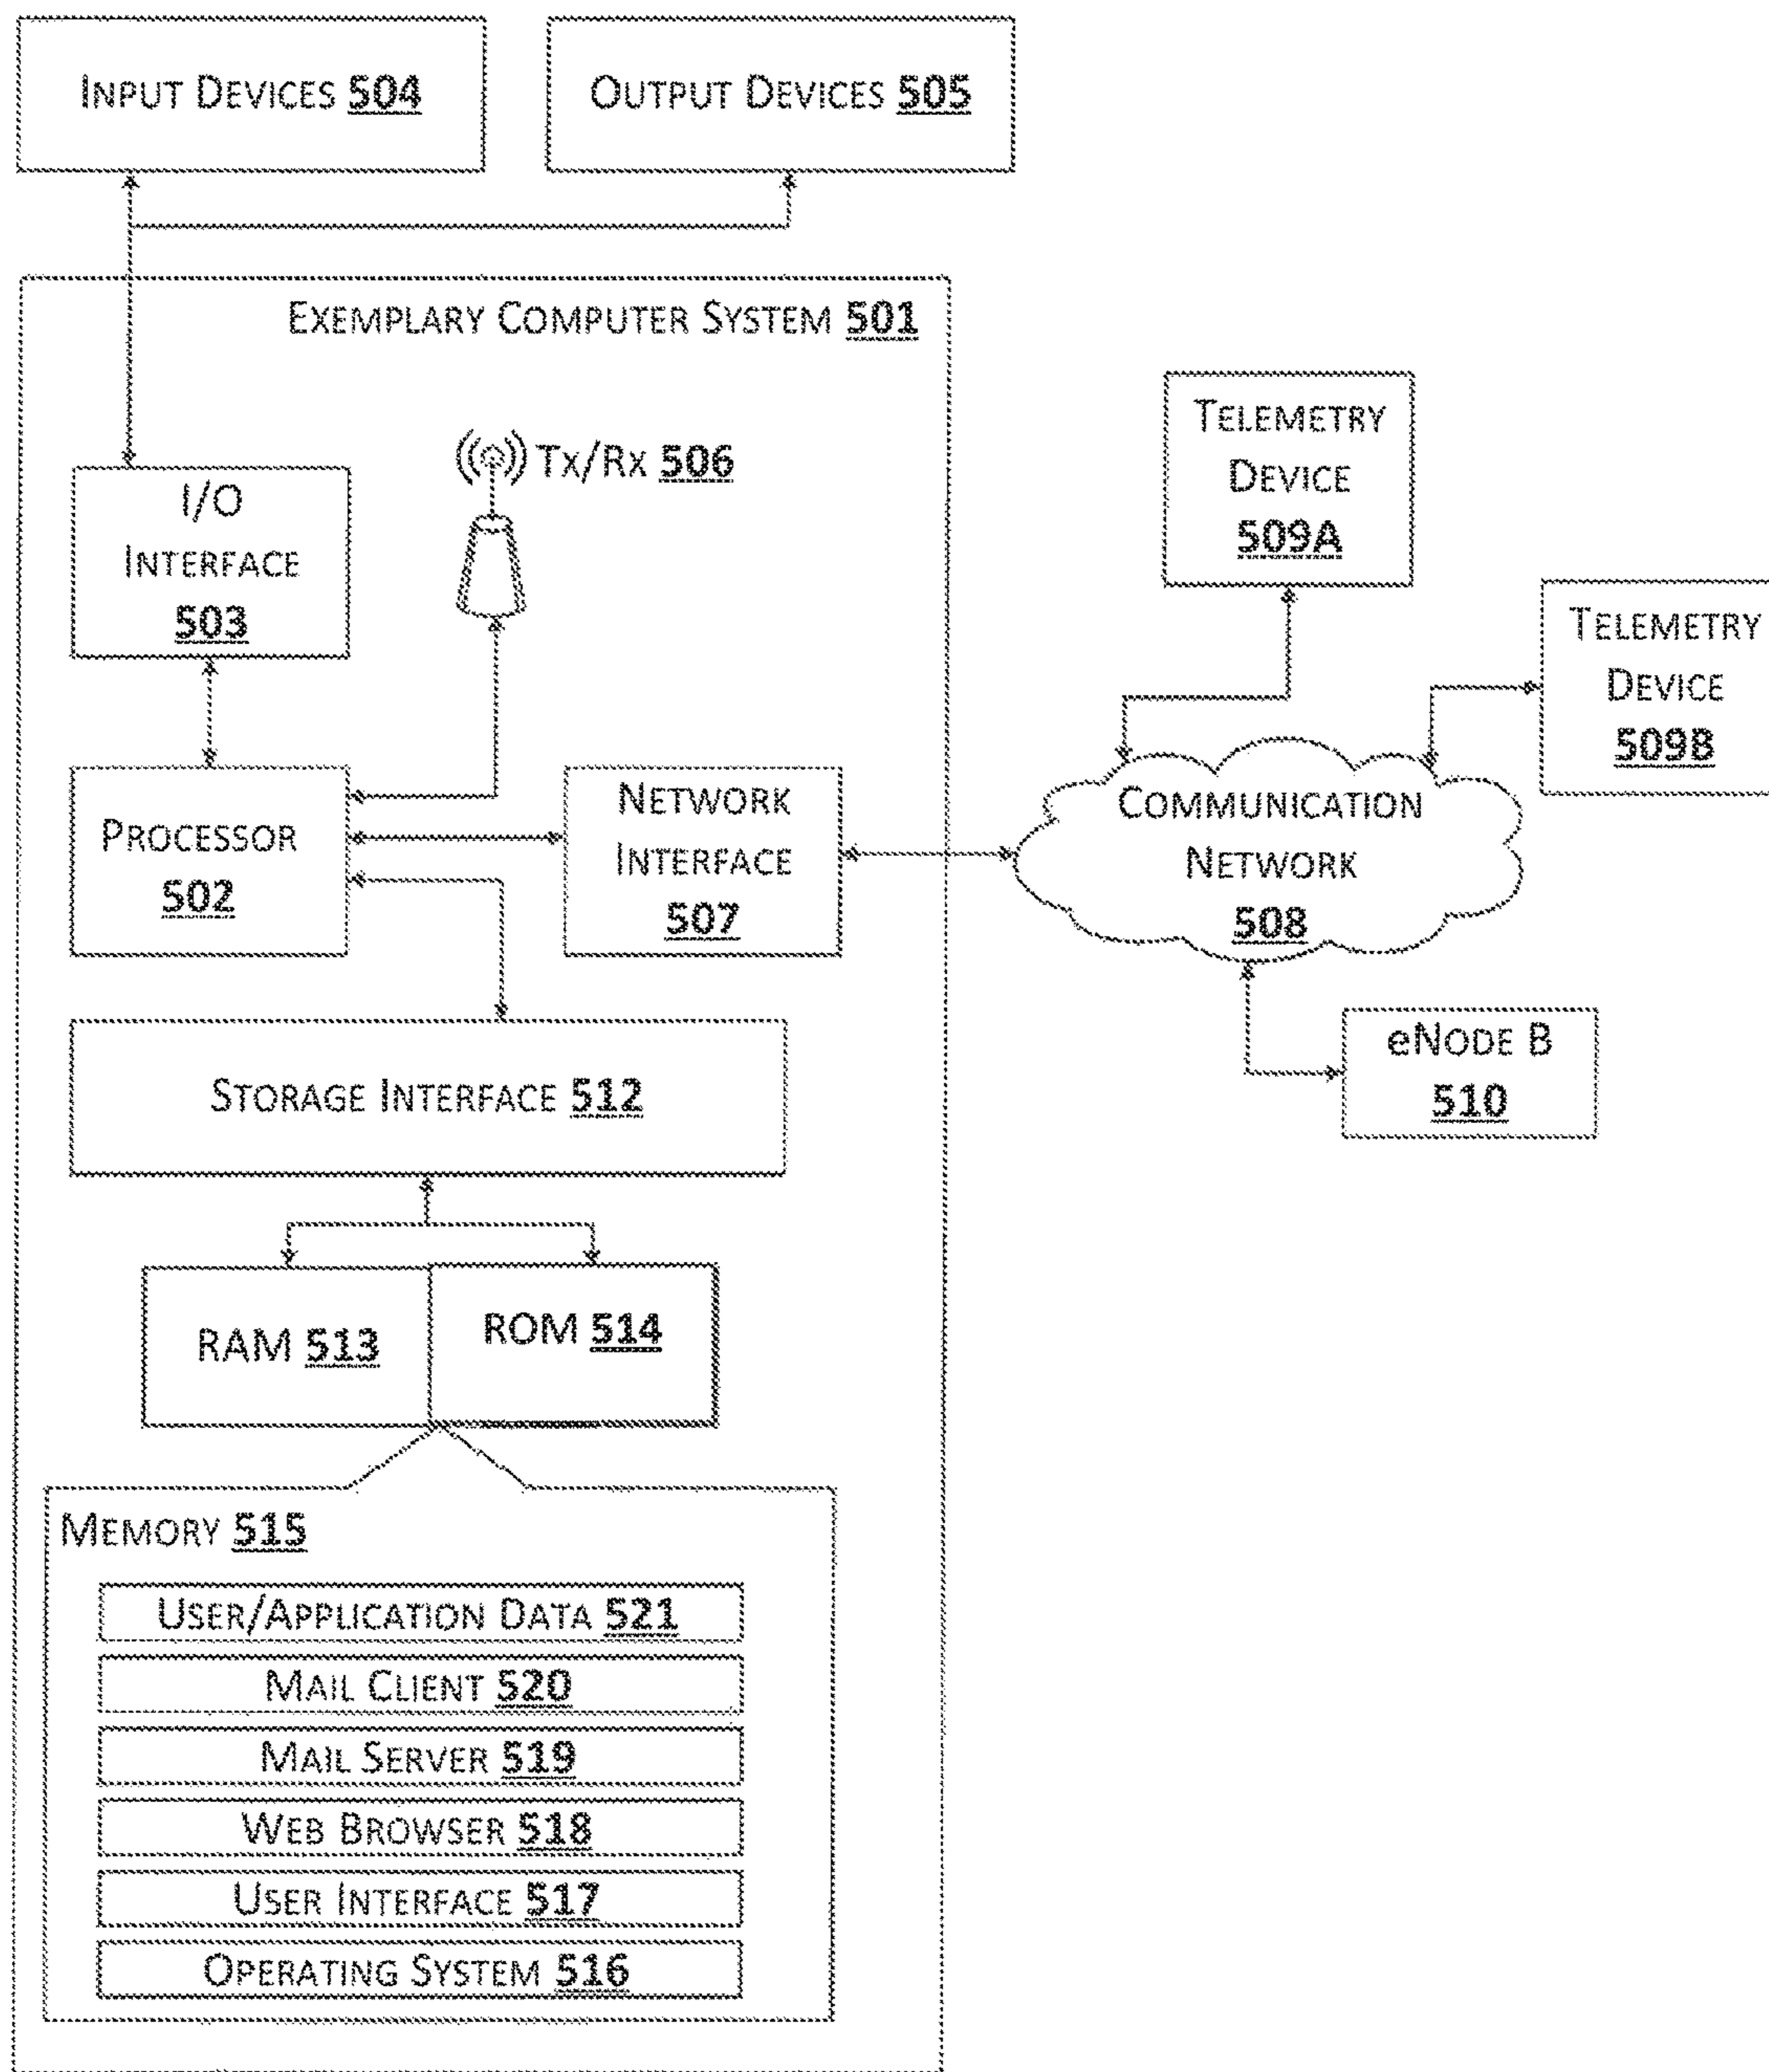 INPUT DEVICES 504
OUTPUT DEVICES 505
EXEMPLARY COMPUTER SYSTEM 501
I/O
INTERFACE
503
Tx/Rx 506
PROCESSOR
502
NETWORK
INTERFACE
507
TELEMETRY
DEVICE
509A
TELEMETRY
DEVICE
509B
COMMUNICATION
NETWORK
508
eNODE B
510
STORAGE INTERFACE 512
RAM 513
ROM 514
MEMORY 515
USER/APPLICATION DATA 521
MAIL CLIENT 520
MAIL SERVER 519
WEB BROWSER 518
USER INTERFACE 517
OPERATING SYSTEM 516